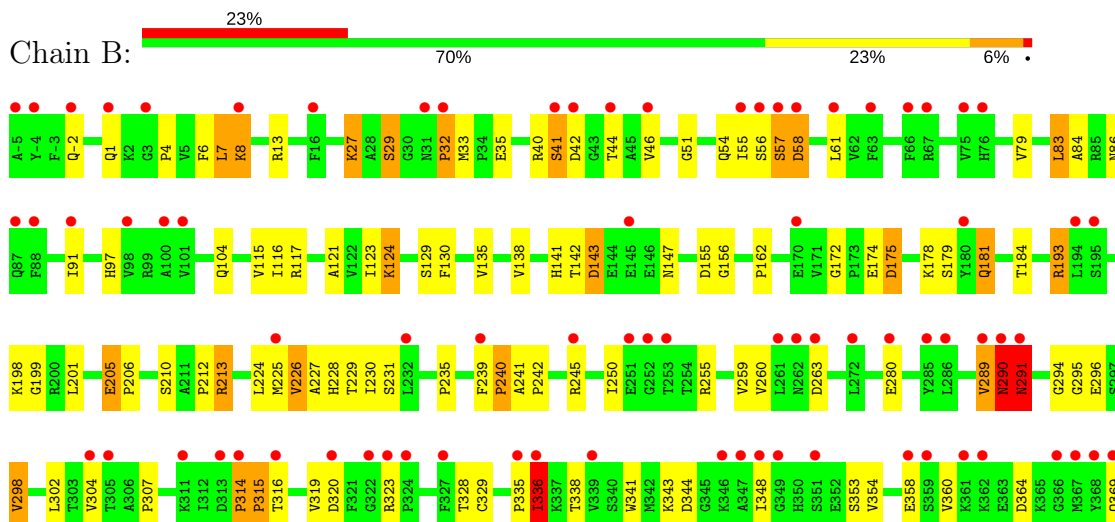 23%
Chain B:
70% 23% 6% •
A-5 Y-4 F-3 Q-2 Q1 K2 G3 P4 V5 F6 L7 K8 R13 F16 K27 A28 S29 G30 N31 P32 M33 P34 E35 R40 S41 D42 G43 T44 A45 V46 G51 Q54 I55 S56 S57 D58 L61 V62 F63 F66 R67 V75 H76 V79 L83 A84 R85 N86
Q87 F88 I91 H97 V98 R99 A100 V101 Q104 V115 I116 R117 A121 V122 I123 K124 S129 F130 V135 V138 H141 T142 D143 E144 E145 E146 N147 D155 G156 P162 E170 V171 G172 P173 E174 D175 K178 S179 Y180 Q181 T184 R193 L194 S195
K198 G199 R200 L201 E205 P206 S210 A211 P212 R213 L224 M225 V226 A227 H228 T229 I230 S231 L232 P235 F239 P240 A241 P242 R245 I250 E251 G252 T253 T254 R255 V259 V260 L261 N262 D263 L272 E280 Y285 L286 V289 N290 N291 G294 G295 E296 S297
V298 L302 T303 V304 T305 A306 P307 K311 I312 D313 P314 P315 T316 V319 D320 F321 G322 R323 P324 F327 T328 C329 P335 I336 K337 T338 V339 S340 W341 M342 K343 D344 G345 K346 A347 I348 G349 H350 S351 E352 S353 V354 E358 S359 V360 K361 K362 E363 D364 K365 G366 M367 Y368